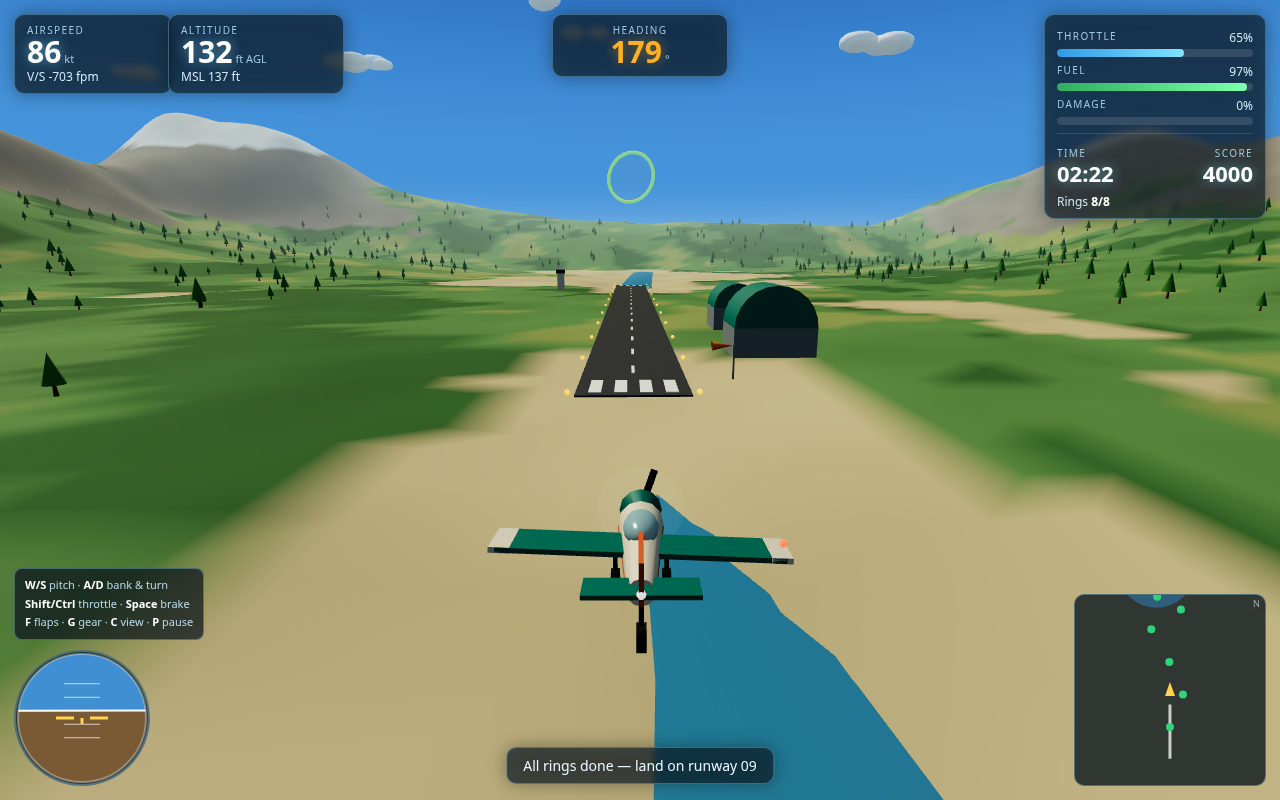 AIRSPEED
86 kt
V/S -703 fpm
ALTITUDE
132 ft AGL
MSL 137 ft
HEADING
179 °
THROTTLE 65%
FUEL 97%
DAMAGE 0%
TIME SCORE
02:22 4000
Rings 8/8
W/S pitch · A/D bank & turn
Shift/Ctrl throttle · Space brake
F flaps · G gear · C view · P pause
N
All rings done — land on runway 09